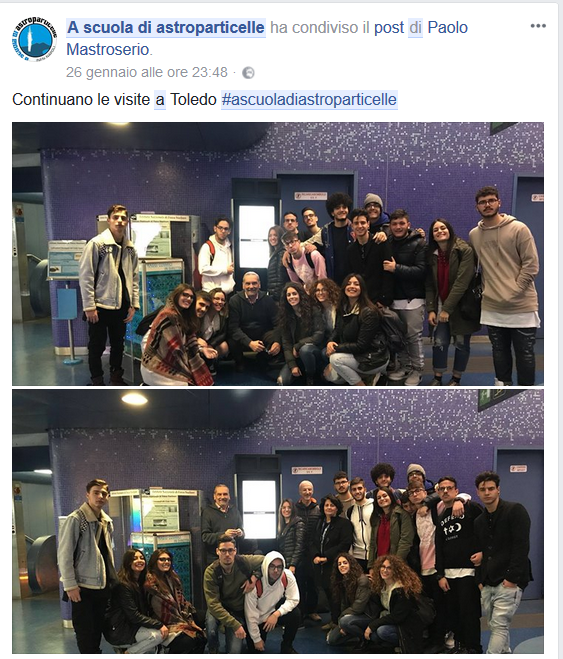 A scuola di astroparticelle ha condiviso il post di Paolo
Mastroserio.
26 gennaio alle ore 23:48 ·
Continuano le visite a Toledo #ascuoladiastroparticelle